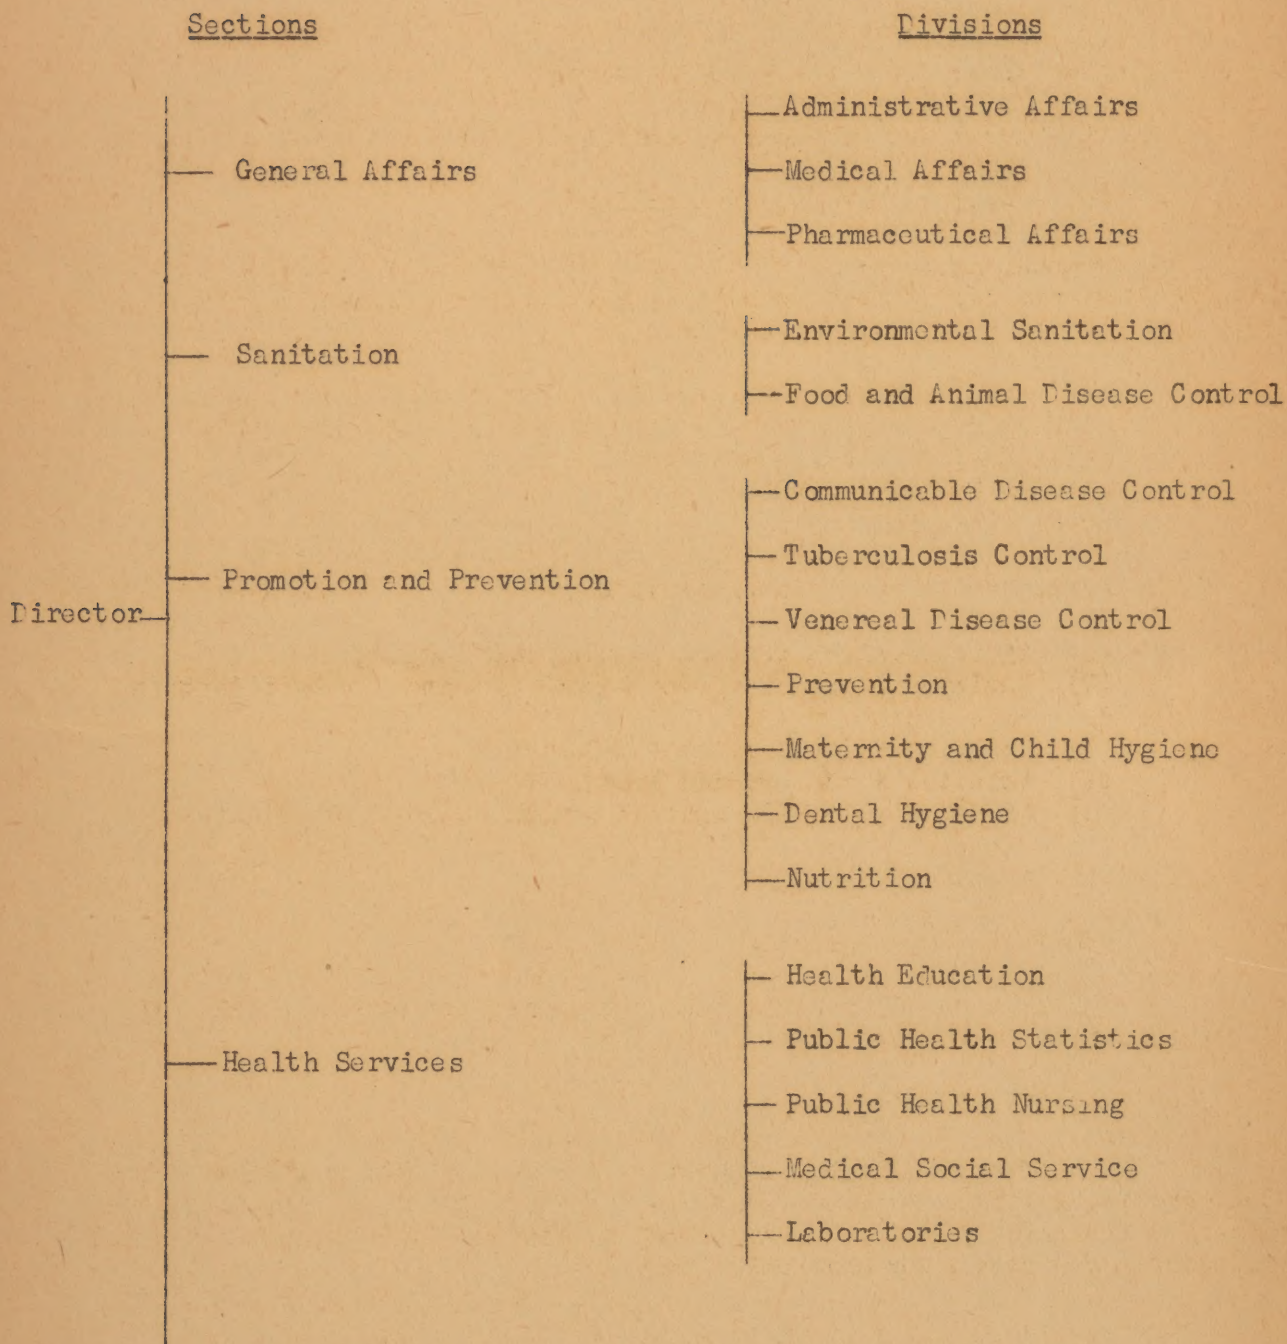 Sections Divisions
Administrative Affairs
General Affairs Medical Affairs
Pharmaceutical Affairs
Environmental Sanitation
Sanitation
Food and Animal Disease Control
Communicable Disease Control
Tuberculosis Control
Promotion and Prevention
Director Venereal Disease Control
Prevention
Maternity and Child Hygiene
Dental Hygiene
Nutrition
Health Education
Public Health Statistics
Health Services
Public Health Nursing
Medical Social Service
Laboratories